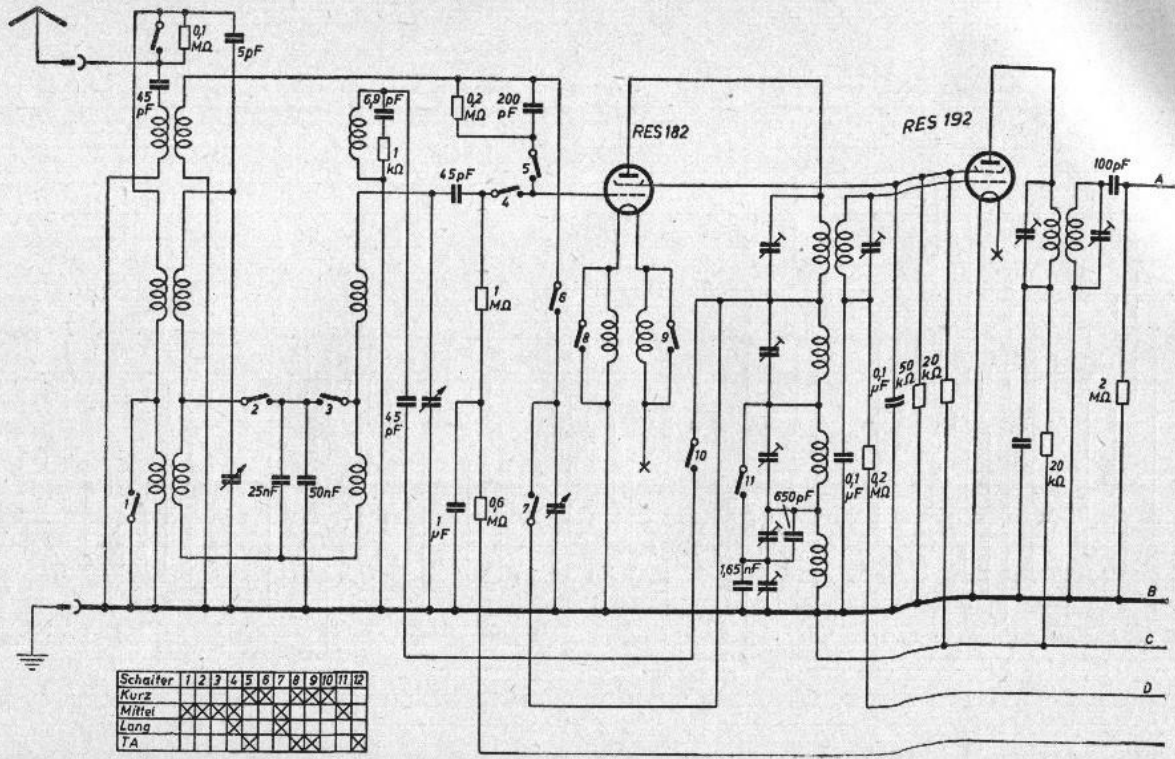 0,1 MΩ
5pF
45 pF
6,9 pF
1 kΩ
0,2 MΩ
200 pF
RES 182
RES 192
100pF
A
45pF
5
4
1 MΩ
6
8
9
0,1 µF
50 kΩ
20 kΩ
2 MΩ
2
3
45 pF
10
1
25nF
50nF
1 µF
0,6 MΩ
7
11
650pF
0,1 µF
0,2 MΩ
20 kΩ
1,65 nF
B
C
D
Schalter 1 2 3 4 5 6 7 8 9 10 11 12
Kurz
Mittel
Lang
TA